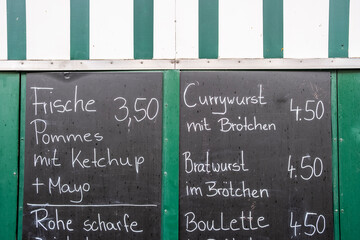 Frische 3,50
Pommes
mit Ketchup
+ Mayo
Rohe scharfe
Currywurst 4.50
mit Brötchen
Bratwurst 4.50
im Brötchen
Boulette 4.50